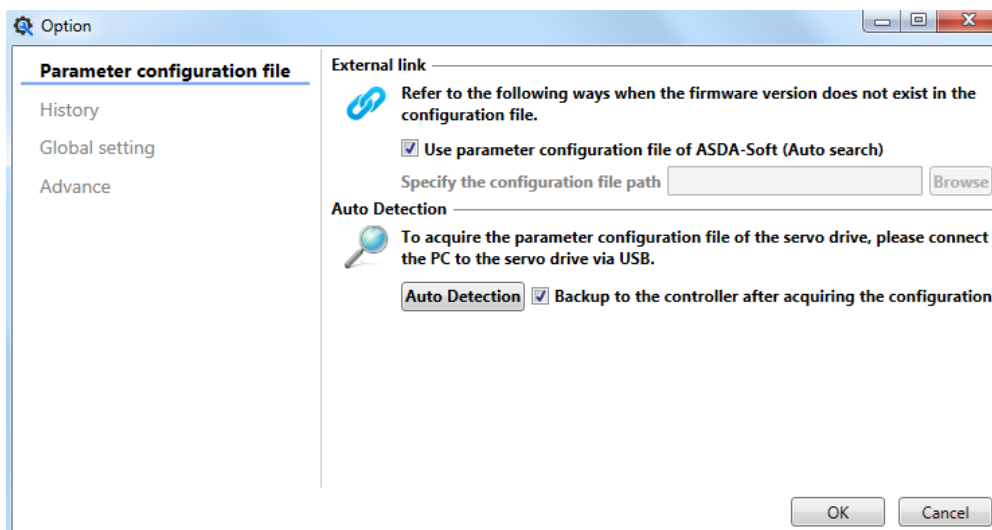 Option
Parameter configuration file
History
Global setting
Advance
External link
Refer to the following ways when the firmware version does not exist in the
configuration file.
Use parameter configuration file of ASDA-Soft (Auto search)
Specify the configuration file path Browse
Auto Detection
To acquire the parameter configuration file of the servo drive, please connect
the PC to the servo drive via USB.
Auto Detection Backup to the controller after acquiring the configuration
OK Cancel